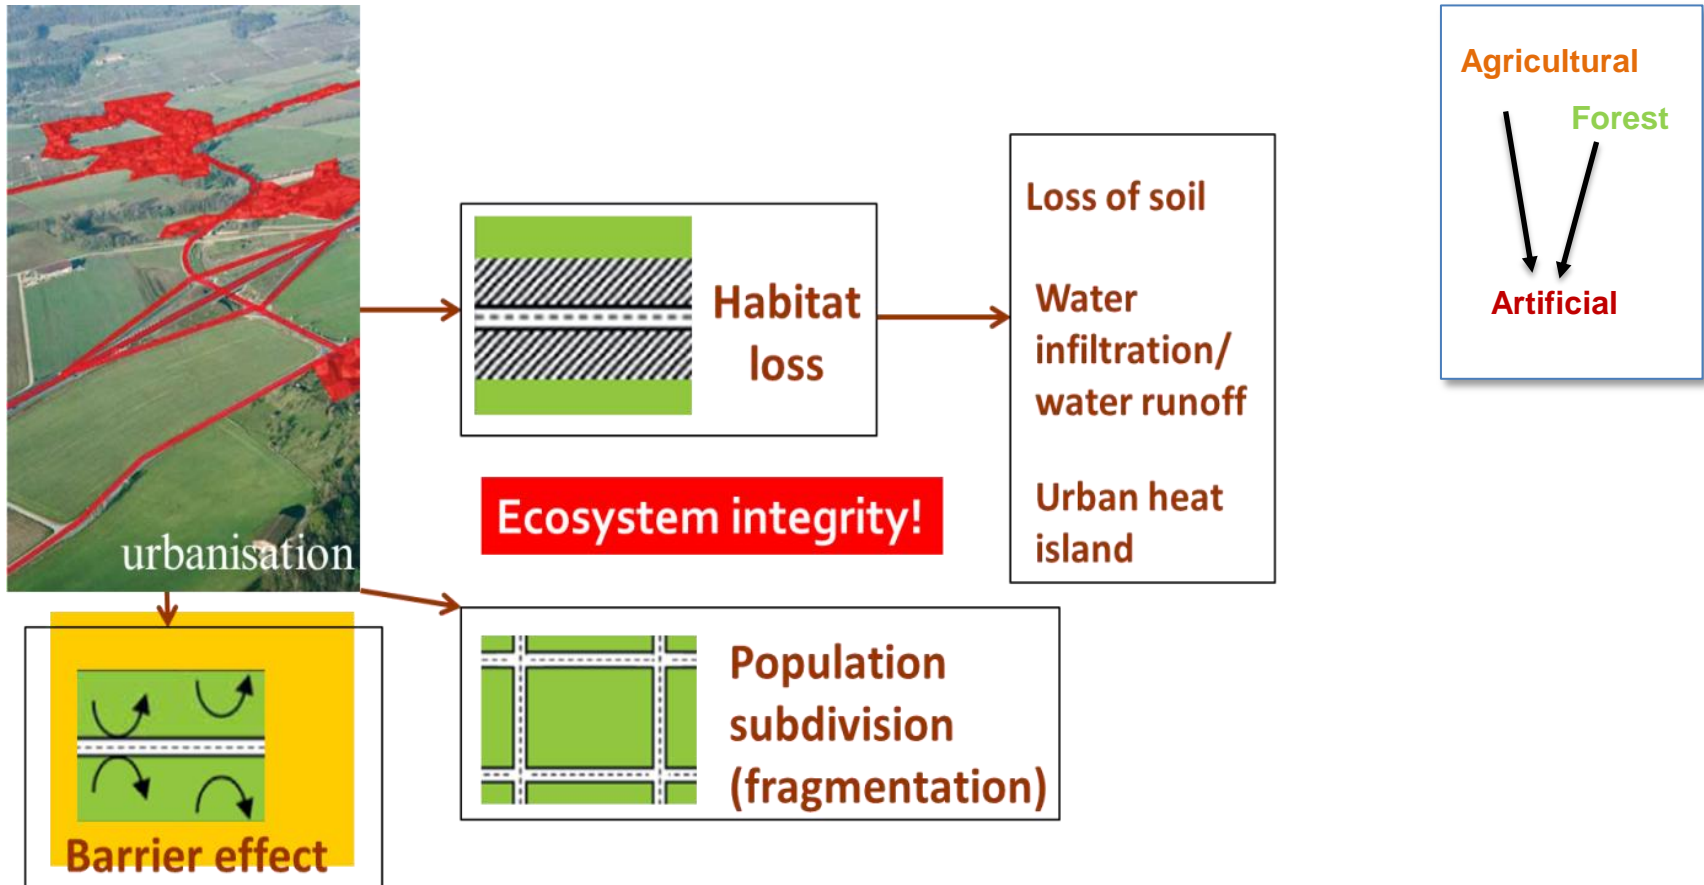 urbanisation
Habitat
loss
Loss of soil
Water
infiltration/
water runoff
Urban heat
island
Ecosystem integrity!
Population
subdivision
(fragmentation)
Barrier effect
Agricultural
Forest
Artificial